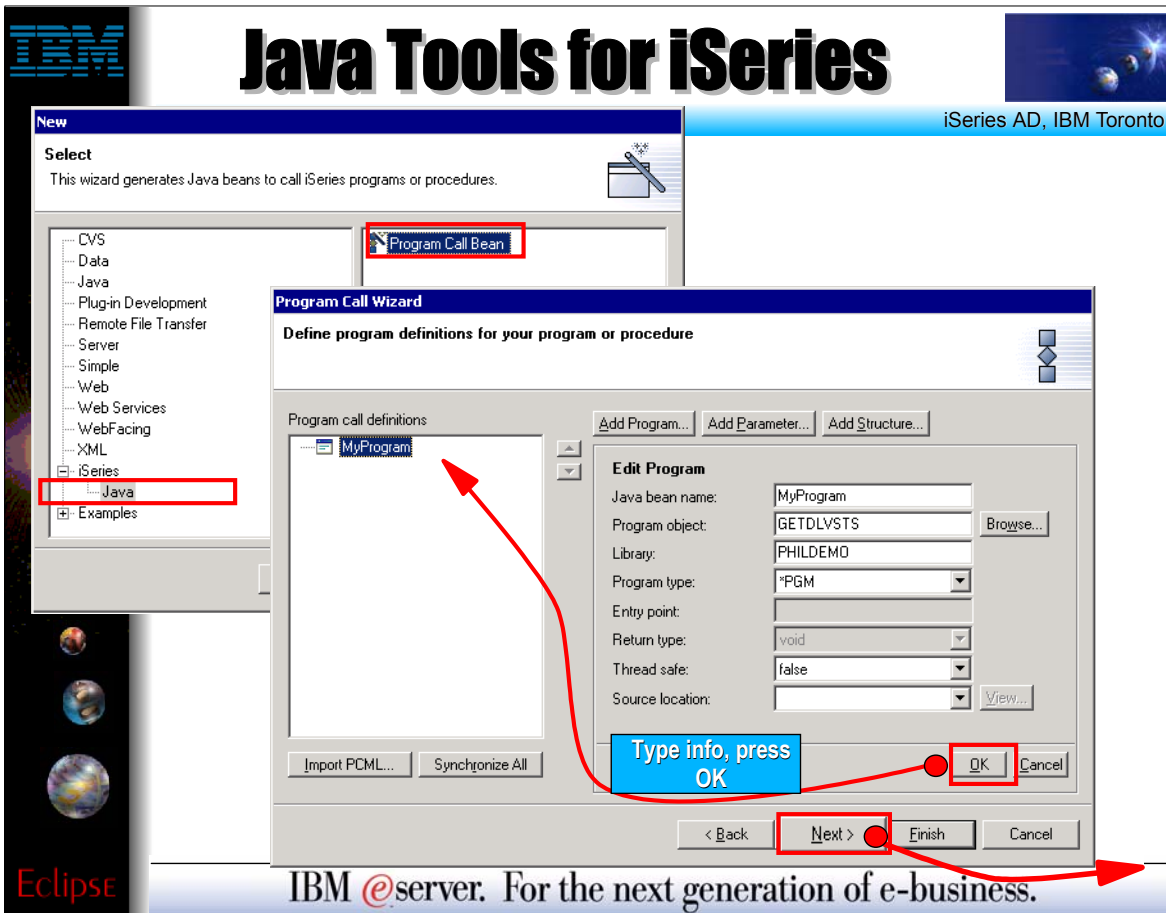 IBM
Java Tools for iSeries
iSeries AD, IBM Toronto
New
Select
This wizard generates Java beans to call iSeries programs or procedures.
CVS
Data
Java
Plug-in Development
Remote File Transfer
Server
Simple
Web
Web Services
WebFacing
XML
iSeries
Java
Examples
Program Call Bean
Program Call Wizard
Define program definitions for your program or procedure
Program call definitions
MyProgram
Import PCML...
Synchronize All
Add Program...
Add Parameter...
Add Structure...
Edit Program
Java bean name: MyProgram
Program object: GETDLVSTS Browse...
Library: PHILDEMO
Program type: *PGM
Entry point:
Return type: void
Thread safe: false
Source location: View...
Type info, press
OK
OK
Cancel
< Back
Next >
Finish
Cancel
Eclipse
IBM @server. For the next generation of e-business.